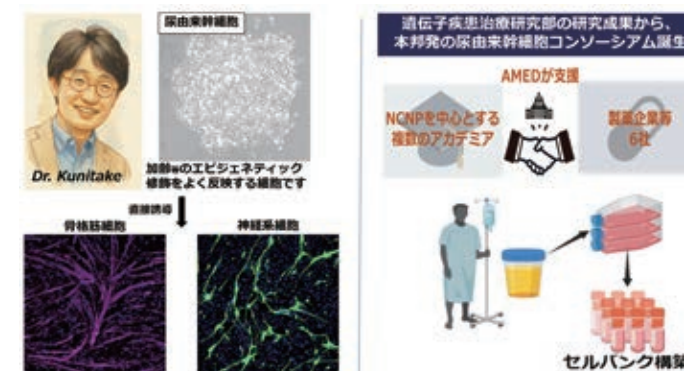 尿由来幹細胞
Dr. Kunitake
加齢等のエピジェネティック
修飾をよく反映する細胞です
直接誘導
骨格筋細胞
神経系細胞
遺伝子疾患治療研究部の研究成果から、
本邦発の尿由来幹細胞コンソーシアム誕生
AMEDが支援
NCNPを中心とする
複数のアカデミア
製薬企業等
6社
セルバンク構築